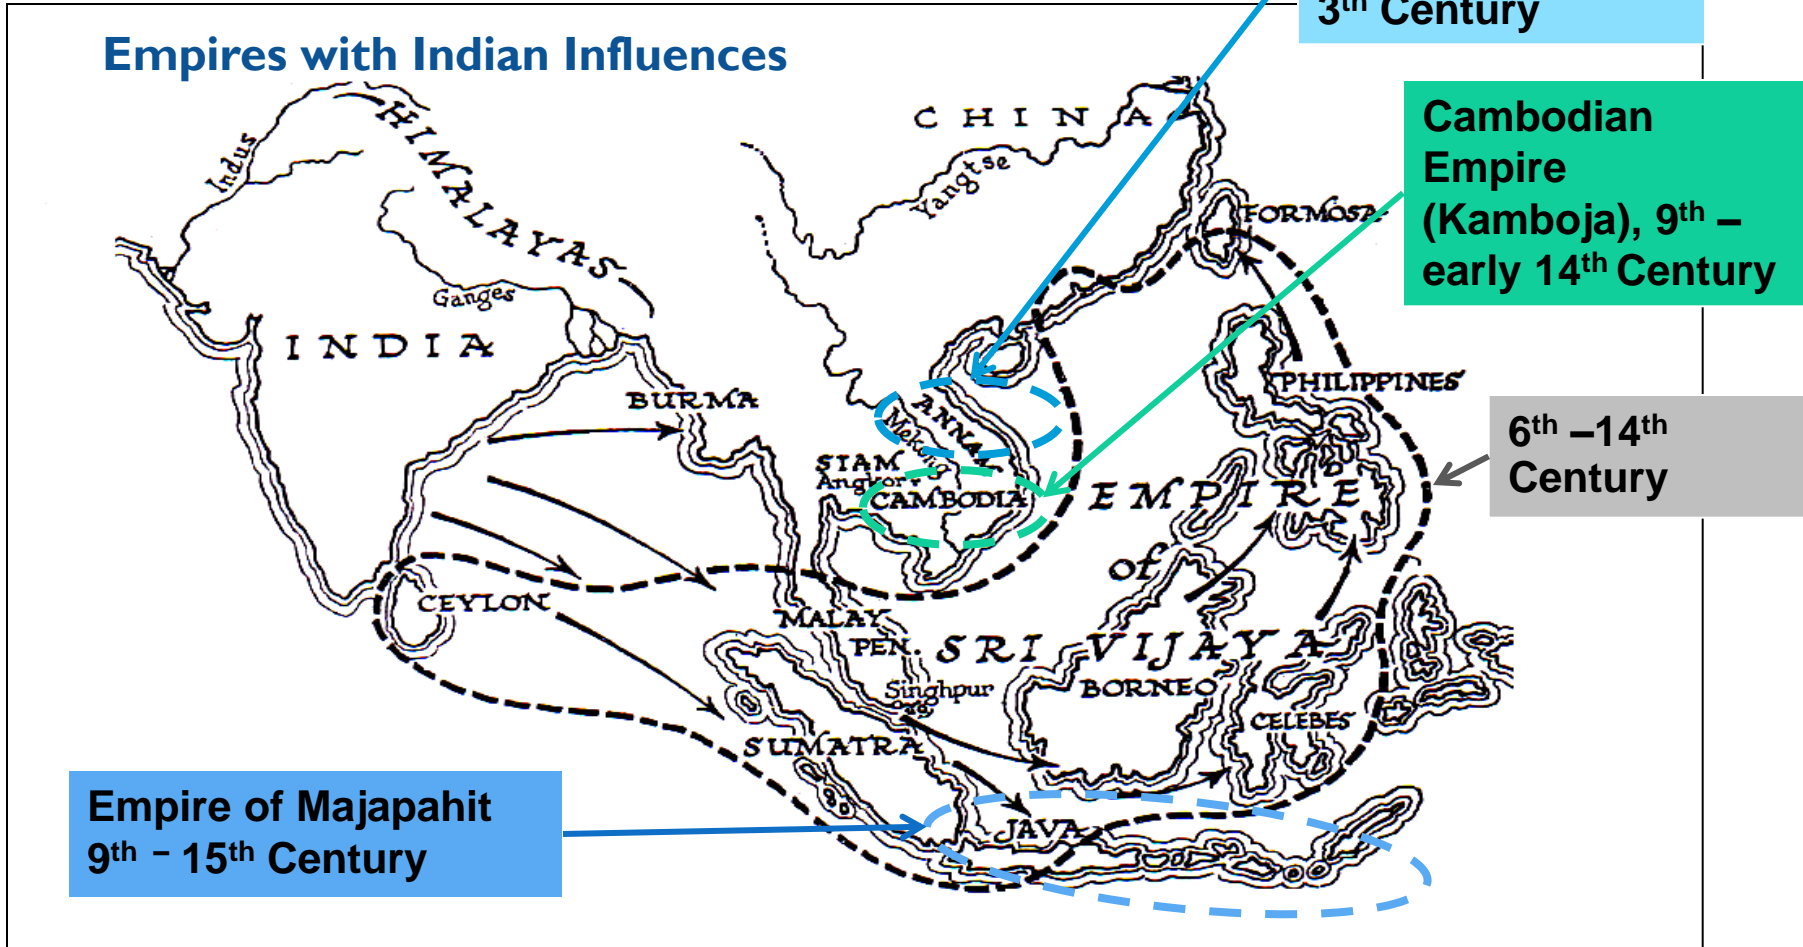 3th Century
Empires with Indian Influences
Cambodian
Empire
(Kamboja), 9th –
early 14th Century
6th –14th
Century
Empire of Majapahit
9th – 15th Century
CHINA
HIMALAYAS
Indus
Yangtse
FORMOSA
Ganges
INDIA
PHILIPPINES
BURMA
ANNAM
Mekong
SIAM
Angkor
CAMBODIA
EMPIRE
of
SRI VIJAYA
CEYLON
MALAY
PEN.
Singhpur
BORNEO
CELEBES
SUMATRA
JAVA